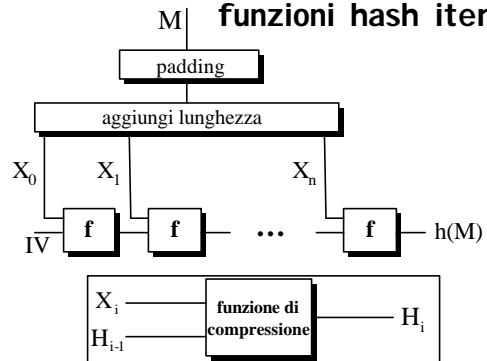 funzioni hash iter
M
padding
aggiungi lunghezza
X0 X1 Xn
IV f f ... f h(M)
Xi
Hi-1
funzione di
compressione
Hi